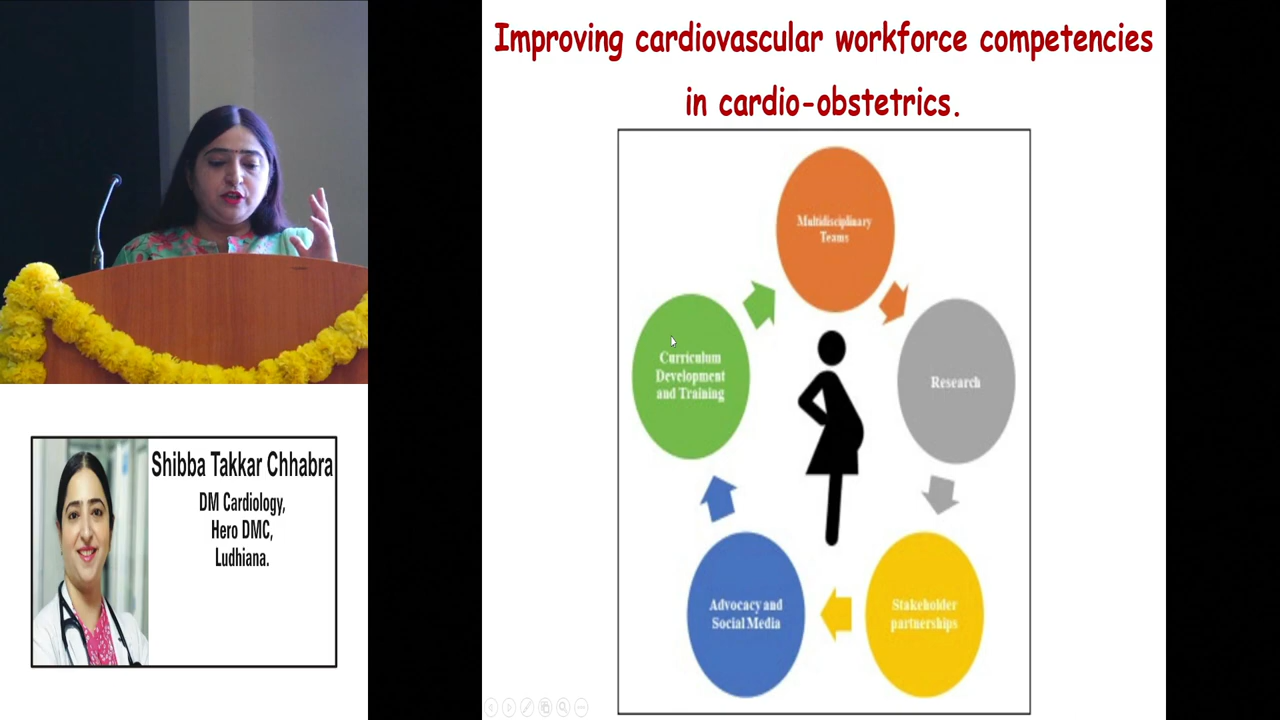 Improving cardiovascular workforce competencies
in cardio-obstetrics.
Multidisciplinary
Teams
Research
Stakeholder
partnerships
Advocacy and
Social Media
Curriculum
Development
and Training
Shibba Takkar Chhabra
DM Cardiology,
Hero DMC,
Ludhiana.